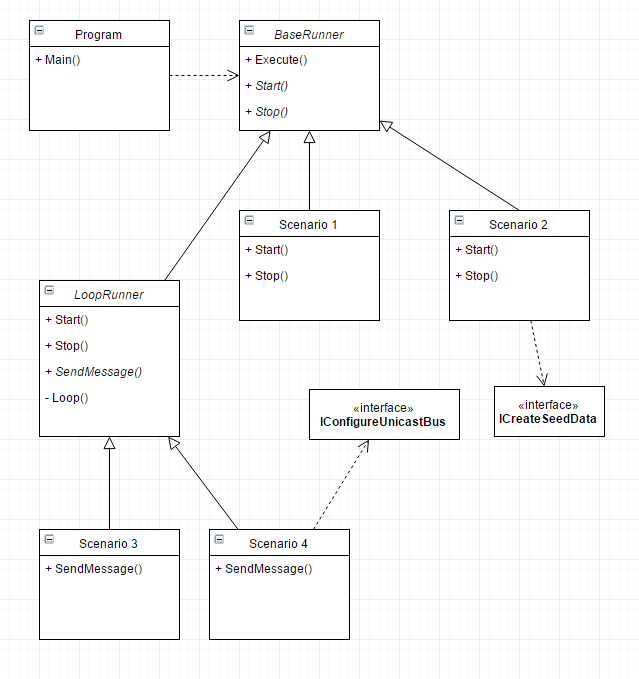 Program
+ Main()
BaseRunner
+ Execute()
+ Start()
+ Stop()
Scenario 1
+ Start()
+ Stop()
Scenario 2
+ Start()
+ Stop()
LoopRunner
+ Start()
+ Stop()
+ SendMessage()
- Loop()
«interface»
IConfigureUnicastBus
«interface»
ICreateSeedData
Scenario 3
+ SendMessage()
Scenario 4
+ SendMessage()